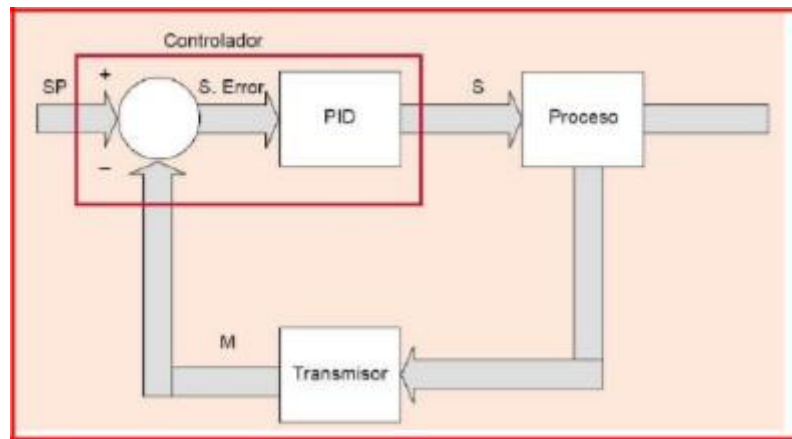 Controlador
SP
+
S. Error
PID
S
Proceso
−
M
Transmisor